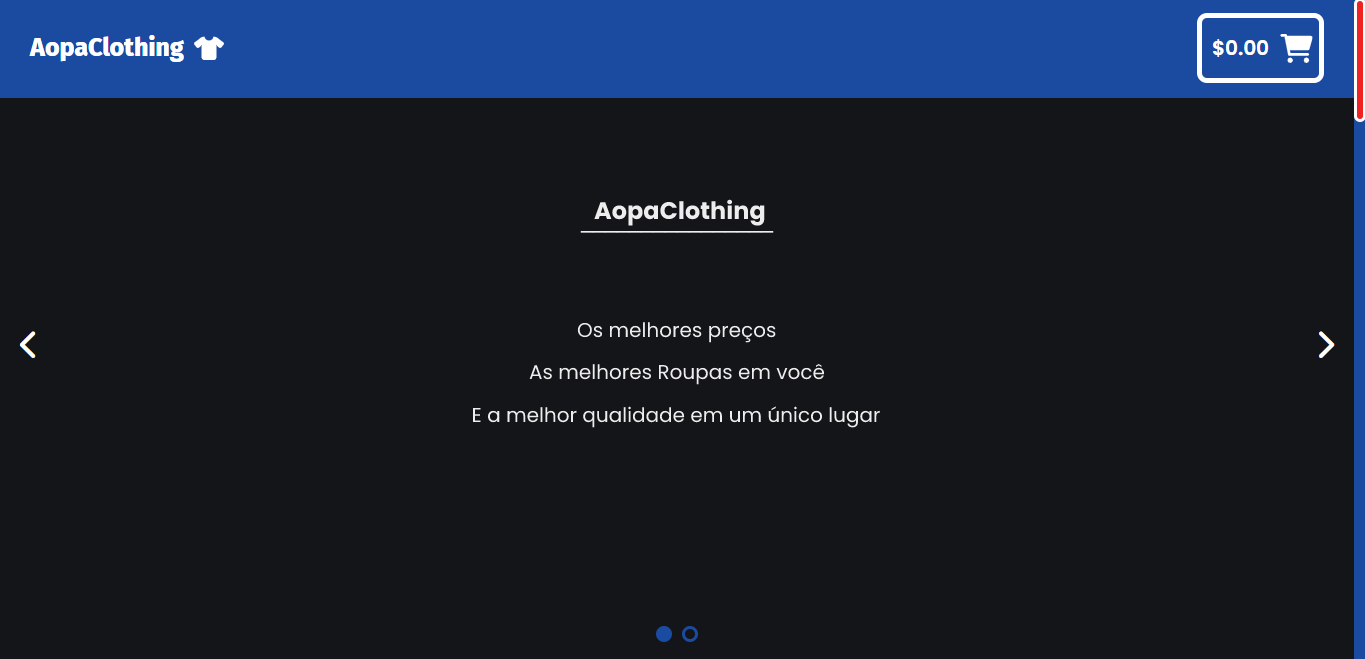 AopaClothing
$0.00
AopaClothing
Os melhores preços
As melhores Roupas em você
E a melhor qualidade em um único lugar